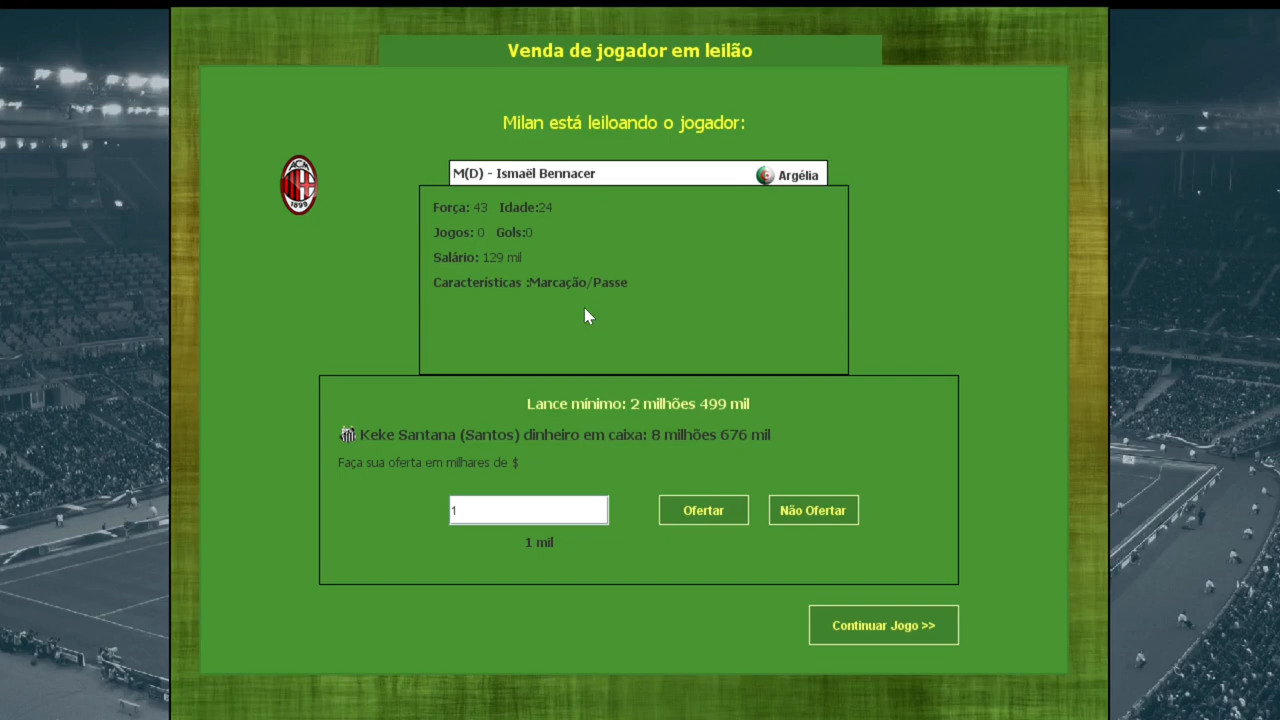 Venda de jogador em leilão
Milan está leiloando o jogador:
ACM
1899
M(D) - Ismaël Bennacer Argélia
Força: 43 Idade:24
Jogos: 0 Gols:0
Salário: 129 mil
Características :Marcação/Passe
Lance mínimo: 2 milhões 499 mil
Keke Santana (Santos) dinheiro em caixa: 8 milhões 676 mil
Faça sua oferta em milhares de $
1 Ofertar Não Ofertar
1 mil
Continuar Jogo >>